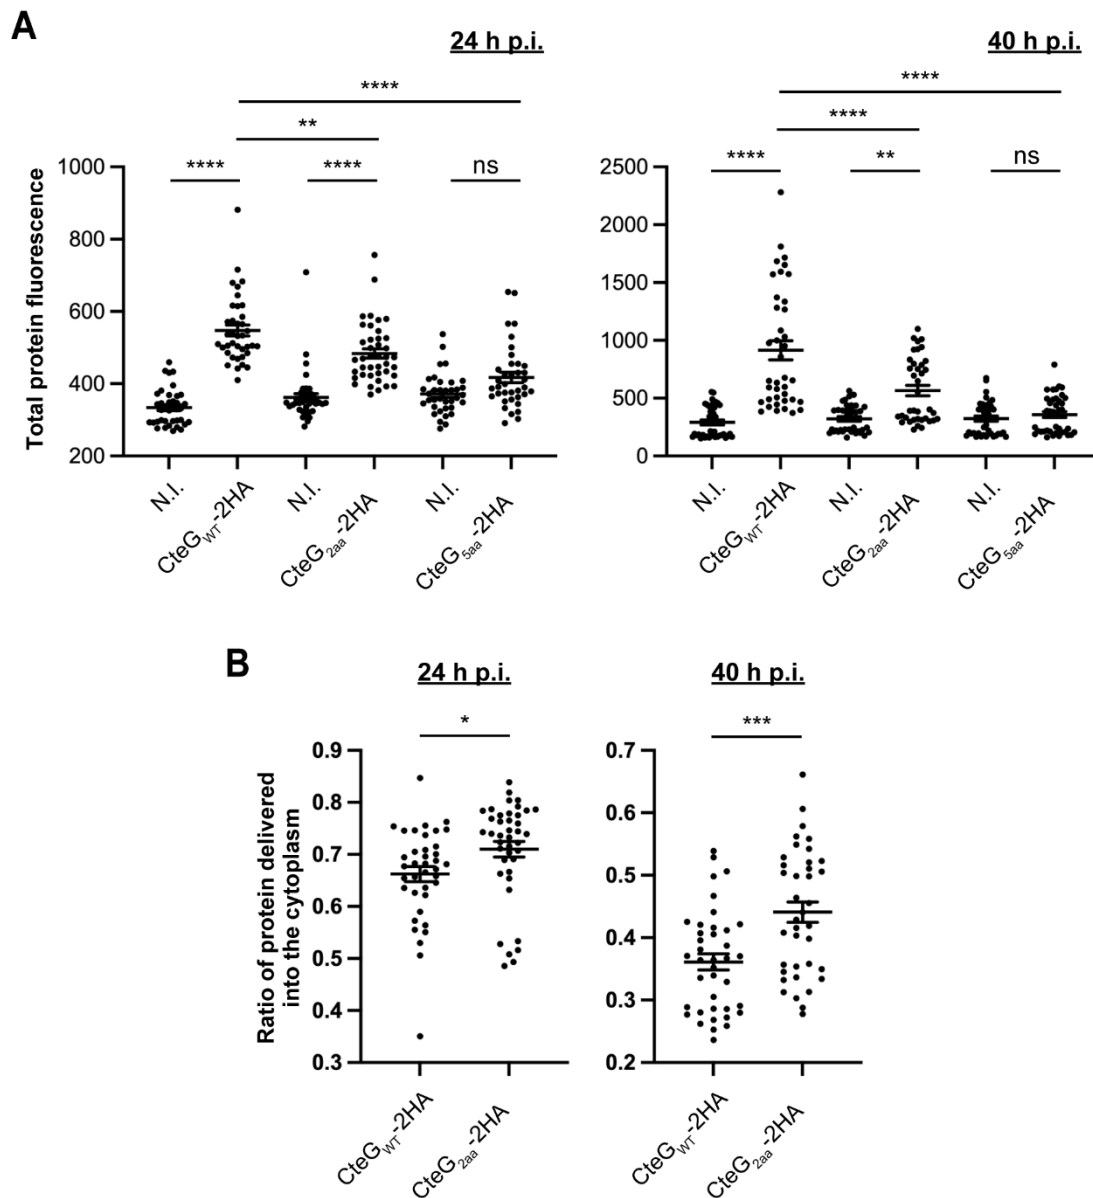 A
24 h p.i.
40 h p.i.
****
****
**
****
****
****
ns
****
**
ns
Total protein fluorescence
1000
800
600
400
200
2500
2000
1500
1000
500
0
N.I.
CteGWT-2HA
N.I.
CteG2aa-2HA
N.I.
CteG5aa-2HA
N.I.
CteGWT-2HA
N.I.
CteG2aa-2HA
N.I.
CteG5aa-2HA
B
24 h p.i.
40 h p.i.
*
***
Ratio of protein delivered
into the cytoplasm
0.9
0.8
0.7
0.6
0.5
0.4
0.3
0.7
0.6
0.5
0.4
0.3
0.2
CteGWT-2HA
CteG2aa-2HA
CteGWT-2HA
CteG2aa-2HA